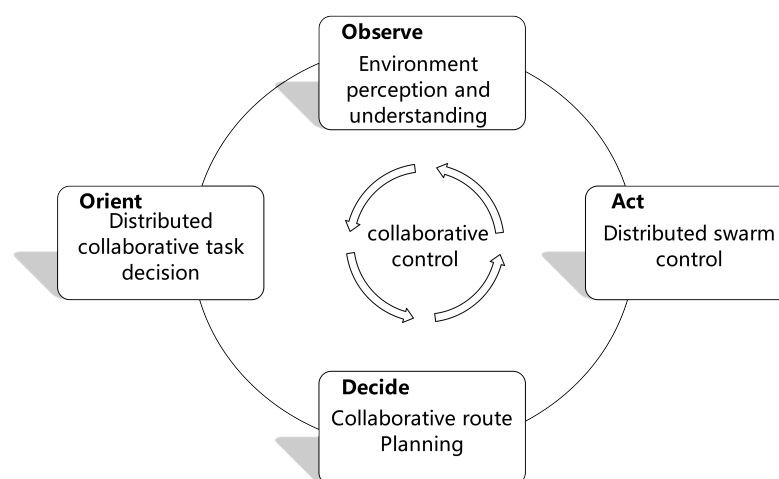 Observe
Environment
perception and
understanding
Orient
Distributed
collaborative task
decision
collaborative
control
Act
Distributed swarm
control
Decide
Collaborative route
Planning